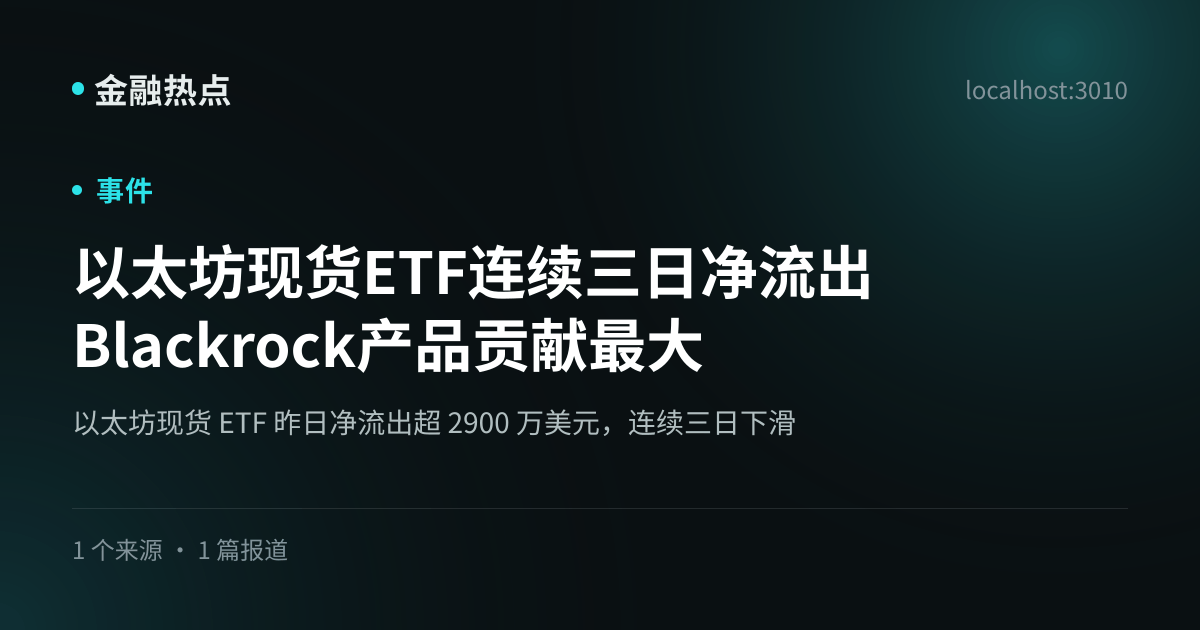 金融热点
localhost:3010
事件
以太坊现货ETF连续三日净流出
Blackrock产品贡献最大
以太坊现货 ETF 昨日净流出超 2900 万美元，连续三日下滑
1 个来源 · 1 篇报道